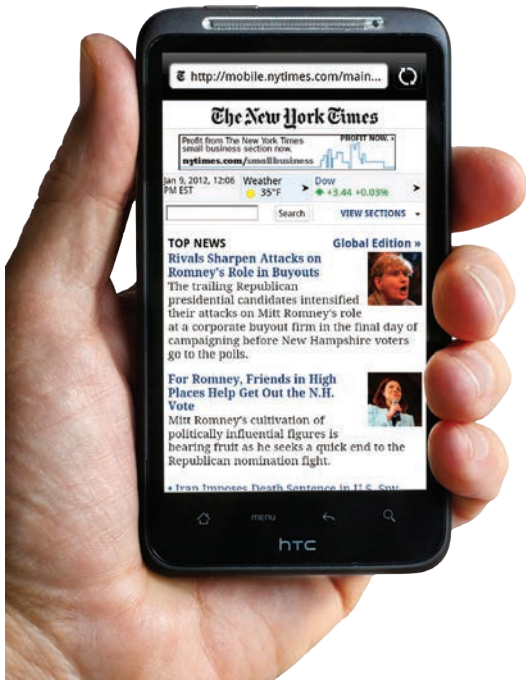 http://mobile.nytimes.com/main...
The New York Times
Profit from The New York Times
small business section now.
nytimes.com/smallbusiness
PROFIT NOW. >
Jan 9, 2012, 12:06
PM EST
Weather
35°F
Dow
+3.44 +0.03%
Search
VIEW SECTIONS
TOP NEWS
Global Edition »
Rivals Sharpen Attacks on
Romney's Role in Buyouts
The trailing Republican
presidential candidates intensified
their attacks on Mitt Romney's role
at a corporate buyout firm in the final day of
campaigning before New Hampshire voters
go to the polls.
For Romney, Friends in High
Places Help Get Out the N.H.
Vote
Mitt Romney's cultivation of
politically influential figures is
bearing fruit as he seeks a quick end to the
Republican nomination fight.
• Iran Imposes Death Sentence in U.S. Spy
menu
hTC